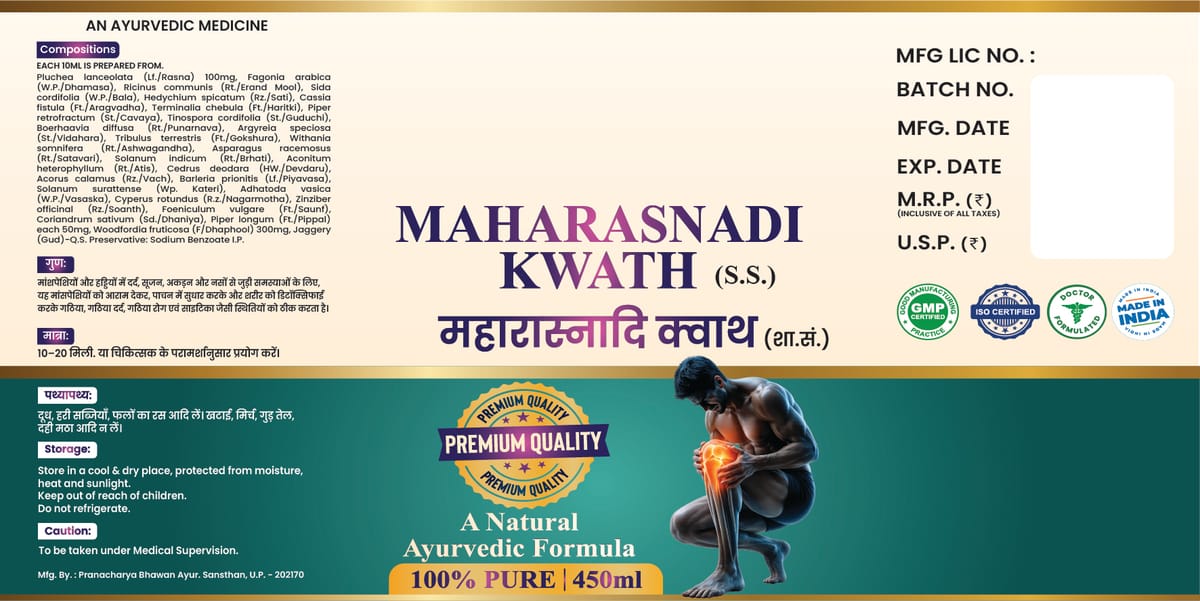 AN AYURVEDIC MEDICINE
Compositions
EACH 10ML IS PREPARED FROM.
Pluchea lanceolata (Lf./Rasna) 100mg, Fagonia arabica
(W.P./Dhamasa), Ricinus communis (Rt./Erand Mool), Sida
cordifolia (W.P./Bala), Hedychium spicatum (Rz./Sati), Cassia
fistula (Ft./Aragvadha), Terminalia chebula (Ft./Haritki), Piper
retrofractum (St./Cavaya), Tinospora cordifolia (St./Guduchi),
Boerhaavia diffusa (Rt./Punarnava), Argyreia speciosa
(St./Vidahara), Tribulus terrestris (Ft./Gokshura), Withania
somnifera (Rt./Ashwagandha), Asparagus racemosus
(Rt./Satavari), Solanum indicum (Rt./Brhati), Aconitum
heterophyllum (Rt./Atis), Cedrus deodara (HW./Devdaru),
Acorus calamus (Rz./Vach), Barleria prionitis (Lf./Piyavasa),
Solanum surattense (Wp. Kateri), Adhatoda vasica
(W.P./Vasaska), Cyperus rotundus (R.z./Nagarmotha), Zinziber
officinal (Rz./Soanth), Foeniculum vulgare (Ft./Saunf),
Coriandrum sativum (Sd./Dhaniya), Piper longum (Ft./Pippal)
each 50mg, Woodfordia fruticosa (F/Dhaphool) 300mg, Jaggery
(Gud)-Q.S. Preservative: Sodium Benzoate I.P.
गुण:
मांशपेशियों और हड्डियों में दर्द, सूजन, अकड़न और नसों से जुड़ी समस्याओं के लिए,
यह मांसपेशियों को आराम देकर, पाचन में सुधार करके और शरीर को डिटॉक्सिफाई
करके गठिया, गठिया दर्द, गठिया रोग एवं साइटिका जैसी स्थितियों को ठीक करता है।
मात्रा:
10–20 मिली. या चिकित्सक के परामर्शानुसार प्रयोग करें।
पथ्यापथ्य:
दूध, हरी सब्जियाँ, फलों का रस आदि लें। खटाई, मिर्च, गुड़ तेल,
दही मठा आदि न लें।
Storage:
Store in a cool & dry place, protected from moisture,
heat and sunlight.
Keep out of reach of children.
Do not refrigerate.
Caution:
To be taken under Medical Supervision.
Mfg. By. : Pranacharya Bhawan Ayur. Sansthan, U.P. - 202170
MAHARASNADI
KWATH (S.S.)
महारास्नादि क्वाथ (शा.सं.)
PREMIUM QUALITY
PREMIUM QUALITY
PREMIUM QUALITY
A Natural
Ayurvedic Formula
100% PURE | 450ml
MFG LIC NO. :
BATCH NO.
MFG. DATE
EXP. DATE
M.R.P. (₹)
(INCLUSIVE OF ALL TAXES)
U.S.P. (₹)
GOOD MANUFACTURING
GMP
CERTIFIED
PRACTICE
ISO CERTIFIED
DOCTOR
FORMULATED
MADE IN INDIA
MADE IN
INDIA